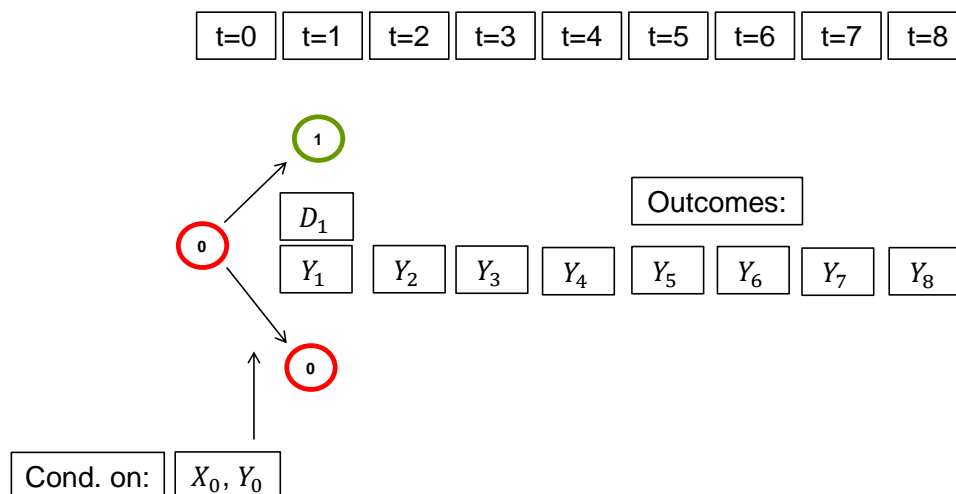 t=0 t=1 t=2 t=3 t=4 t=5 t=6 t=7 t=8
1
Outcomes:
D₁
0
Y₁ Y₂ Y₃ Y₄ Y₅ Y₆ Y₇ Y₈
0
Cond. on: X₀, Y₀